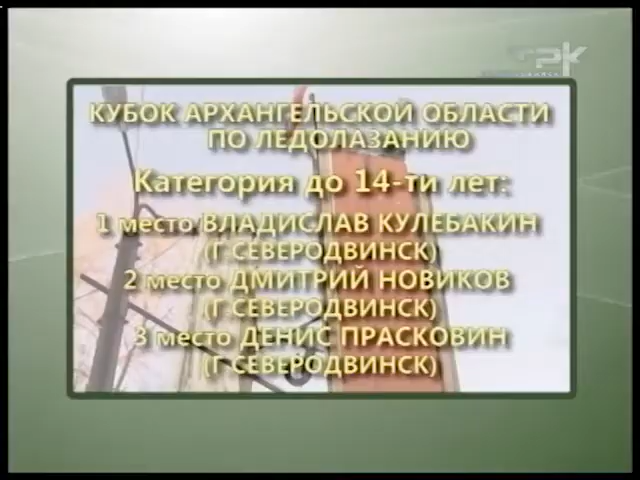 КУБОК АРХАНГЕЛЬСКОЙ ОБЛАСТИ
ПО ЛЕДОЛАЗАНИЮ
Категория до 14-ти лет:
1 место ВЛАДИСЛАВ КУЛЕБАКИН
(Г СЕВЕРОДВИНСК)
2 место ДМИТРИЙ НОВИКОВ
(Г СЕВЕРОДВИНСК)
3 место ДЕНИС ПРАСКОВИН
(Г СЕВЕРОДВИНСК)